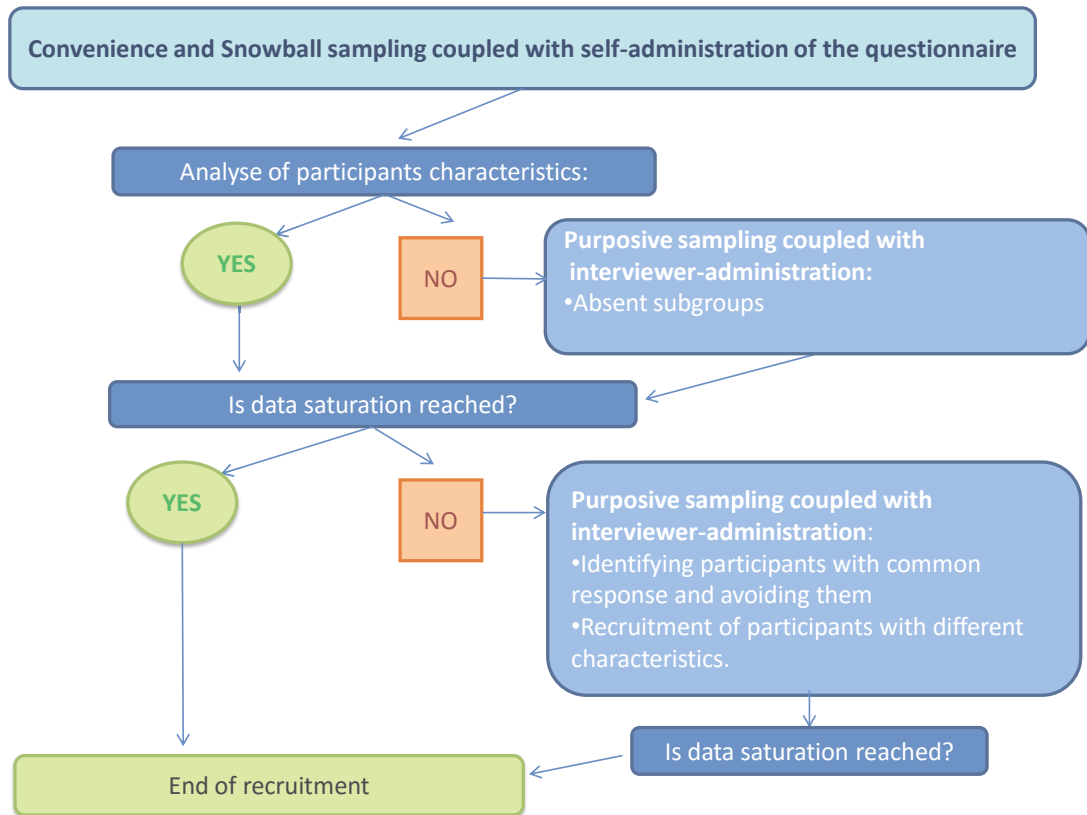 Convenience and Snowball sampling coupled with self-administration of the questionnaire
Analyse of participants characteristics:
YES
NO
Purposive sampling coupled with
interviewer-administration:
•Absent subgroups
Is data saturation reached?
YES
NO
Purposive sampling coupled with
interviewer-administration:
•Identifying participants with common
response and avoiding them
•Recruitment of participants with different
characteristics.
Is data saturation reached?
End of recruitment